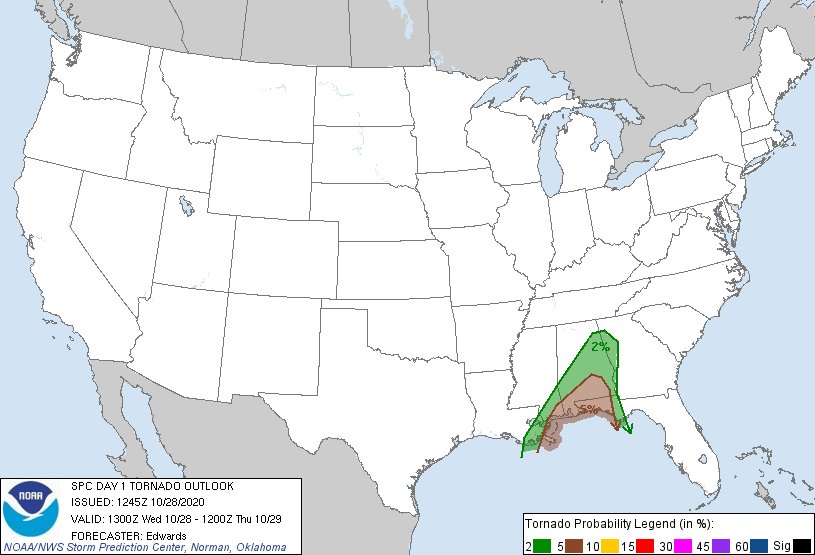 2%
5%
NOAA
SPC DAY 1 TORNADO OUTLOOK
ISSUED: 1245Z 10/28/2020
VALID: 1300Z Wed 10/28 - 1200Z Thu 10/29
FORECASTER: Edwards
NOAA/NWS Storm Prediction Center, Norman, Oklahoma
Tornado Probability Legend (in %):
2 5 10 15 30 45 60 Sig